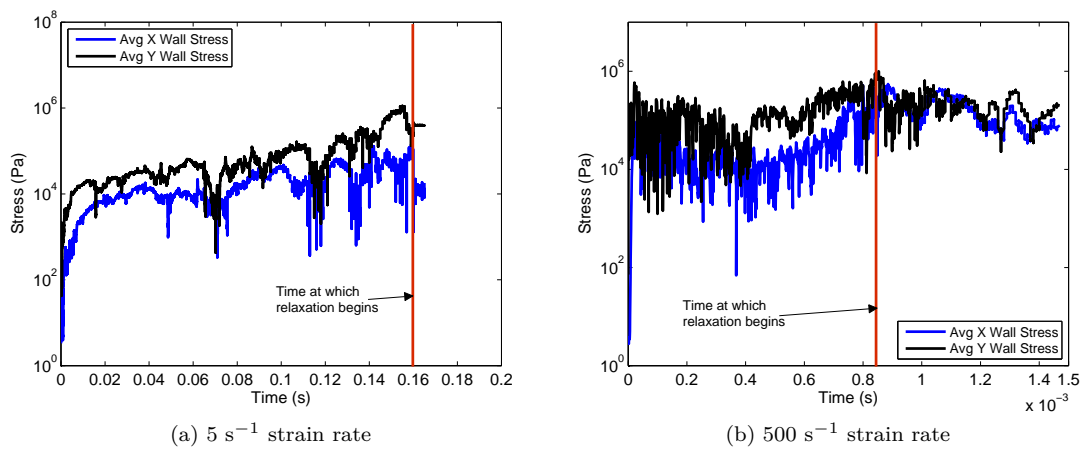 10^8
10^6
10^4
10^2
10^0
Stress (Pa)
Avg X Wall Stress
Avg Y Wall Stress
Time at which
relaxation begins
0 0.02 0.04 0.06 0.08 0.1 0.12 0.14 0.16 0.18 0.2
Time (s)
(a) 5 s^−1 strain rate
10^6
10^4
10^2
10^0
Stress (Pa)
Time at which
relaxation begins
Avg X Wall Stress
Avg Y Wall Stress
0 0.2 0.4 0.6 0.8 1 1.2 1.4 1.5
Time (s)
x 10^−3
(b) 500 s^−1 strain rate